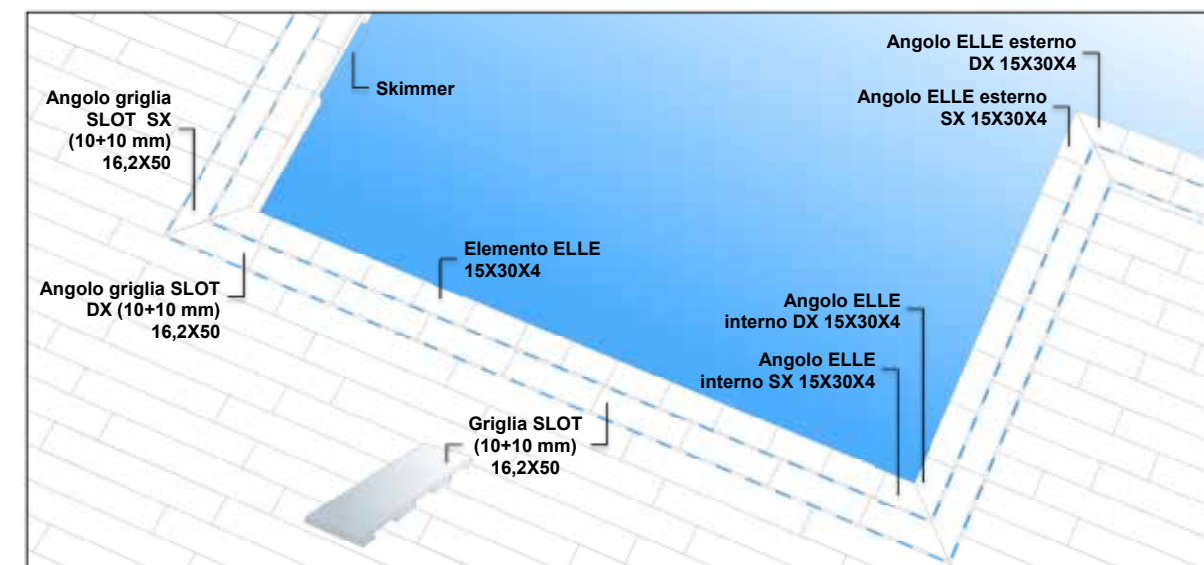 Skimmer
Angolo griglia
SLOT SX
(10+10 mm)
16,2X50
Angolo griglia SLOT
DX (10+10 mm)
16,2X50
Elemento ELLE
15X30X4
Griglia SLOT
(10+10 mm)
16,2X50
Angolo ELLE esterno
DX 15X30X4
Angolo ELLE esterno
SX 15X30X4
Angolo ELLE
interno DX 15X30X4
Angolo ELLE
interno SX 15X30X4